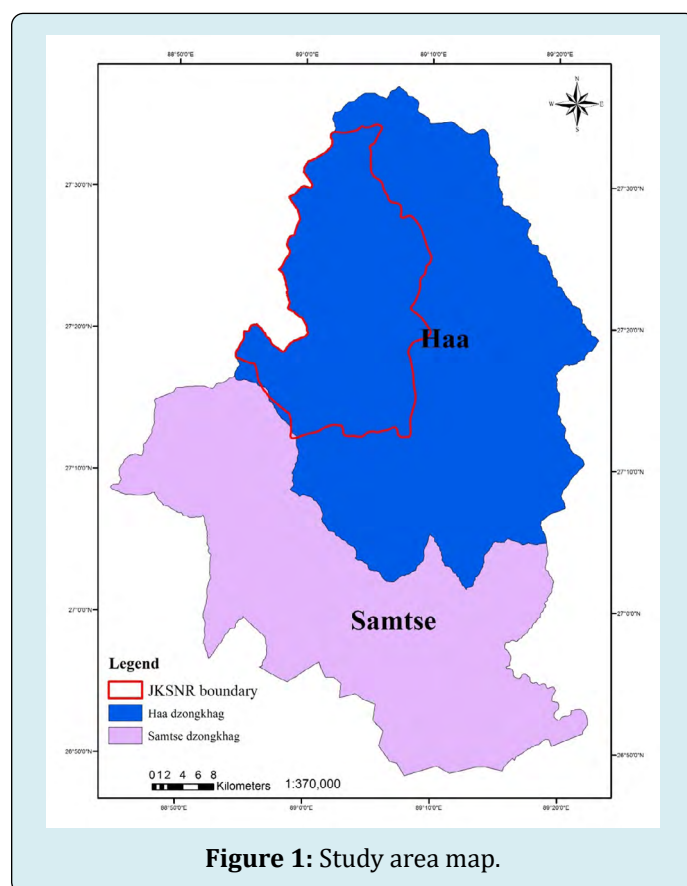 88°50'0"E 89°0'0"E 89°10'0"E 89°20'0"E
N
W E
S
27°30'0"N 27°30'0"N
27°20'0"N 27°20'0"N
Haa
27°10'0"N 27°10'0"N
27°0'0"N 27°0'0"N
Samtse
Legend
JKSNR boundary
Haa dzongkhag
Samtse dzongkhag
26°50'0"N 26°50'0"N
0 1 2 4 6 8
Kilometers 1:370,000
88°50'0"E 89°0'0"E 89°10'0"E 89°20'0"E
Figure 1: Study area map.